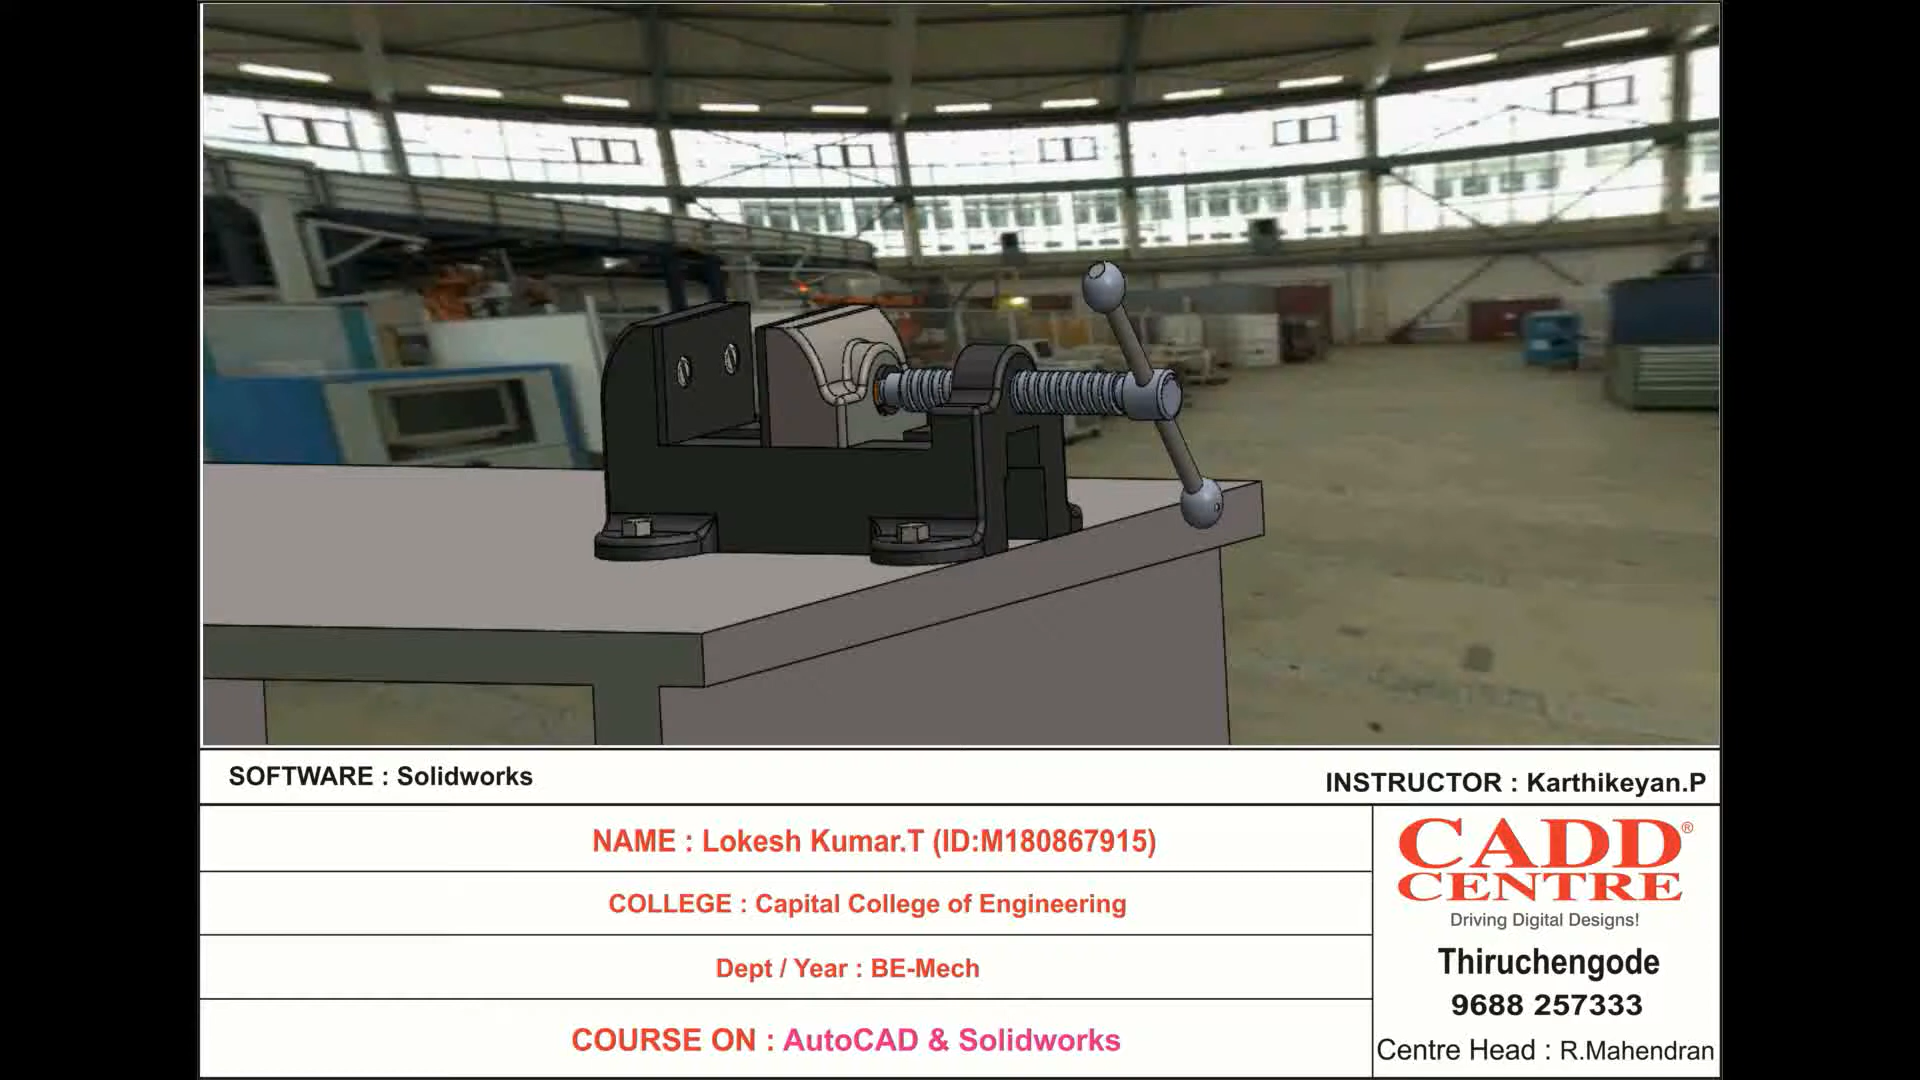 SOFTWARE : Solidworks
INSTRUCTOR : Karthikeyan.P
NAME : Lokesh Kumar.T (ID:M180867915)
COLLEGE : Capital College of Engineering
Dept / Year : BE-Mech
COURSE ON : AutoCAD & Solidworks
CADD®
CENTRE
Driving Digital Designs!
Thiruchengode
9688 257333
Centre Head : R.Mahendran